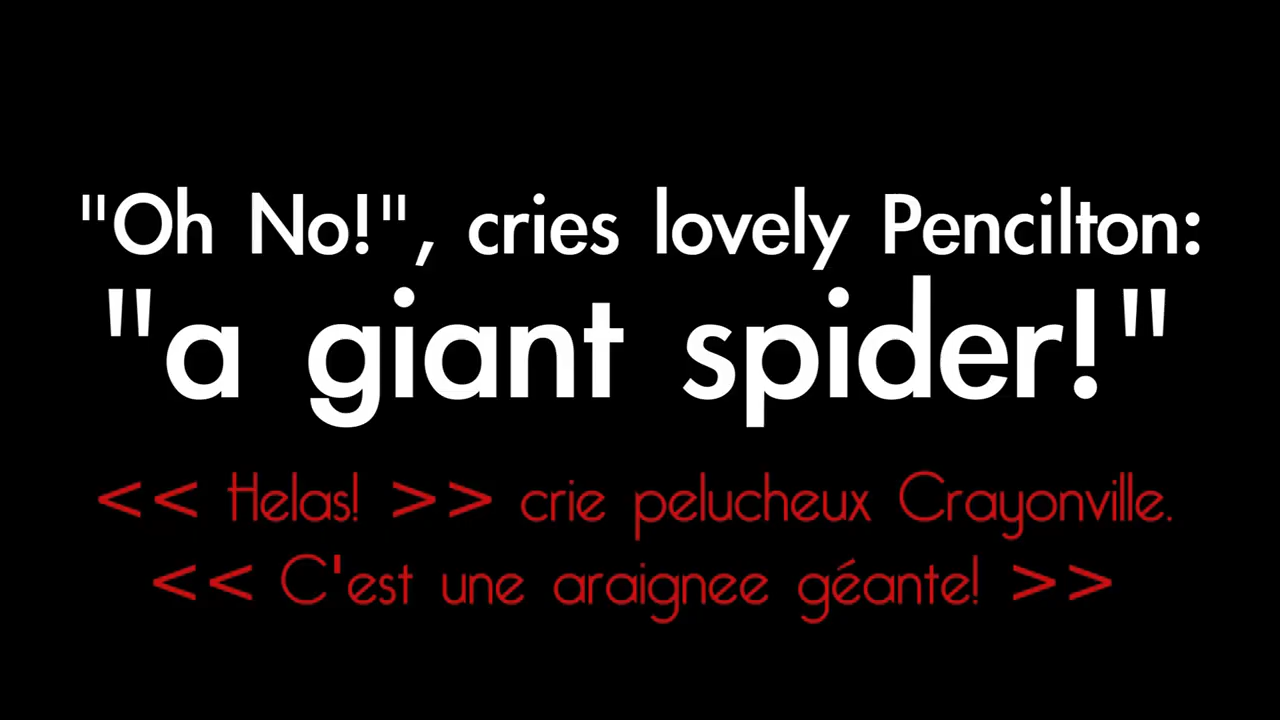 "Oh No!", cries lovely Pencilton:
"a giant spider!"
<< Helas! >> crie pelucheux Crayonville.
<< C'est une araignee géante! >>